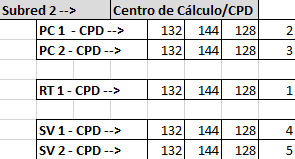 Subred 2 --> Centro de Cálculo/CPD
PC 1 - CPD --> 132 144 128 2
PC 2 - CPD --> 132 144 128 3
RT 1 - CPD --> 132 144 128 1
SV 1 - CPD --> 132 144 128 4
SV 2 - CPD --> 132 144 128 5